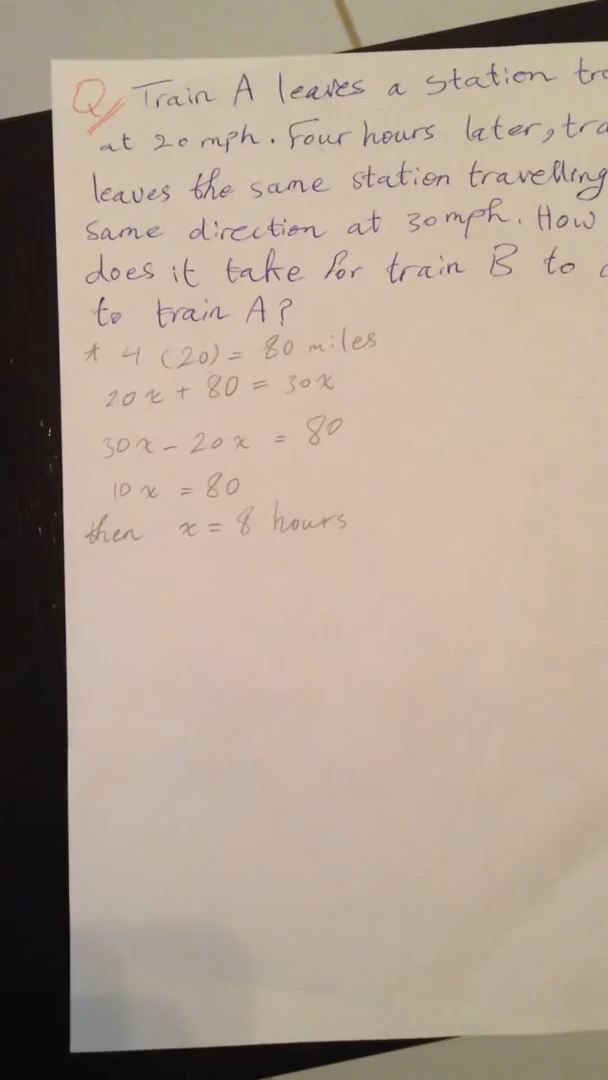 Q Train A leaves a station
at 20 mph. Four hours later,
leaves the same station travelling
same direction at 30 mph. How
does it take for train B to
to train A?
* 4 (20) = 80 miles
20x + 80 = 30x
30x - 20x = 80
10x = 80
then x = 8 hours